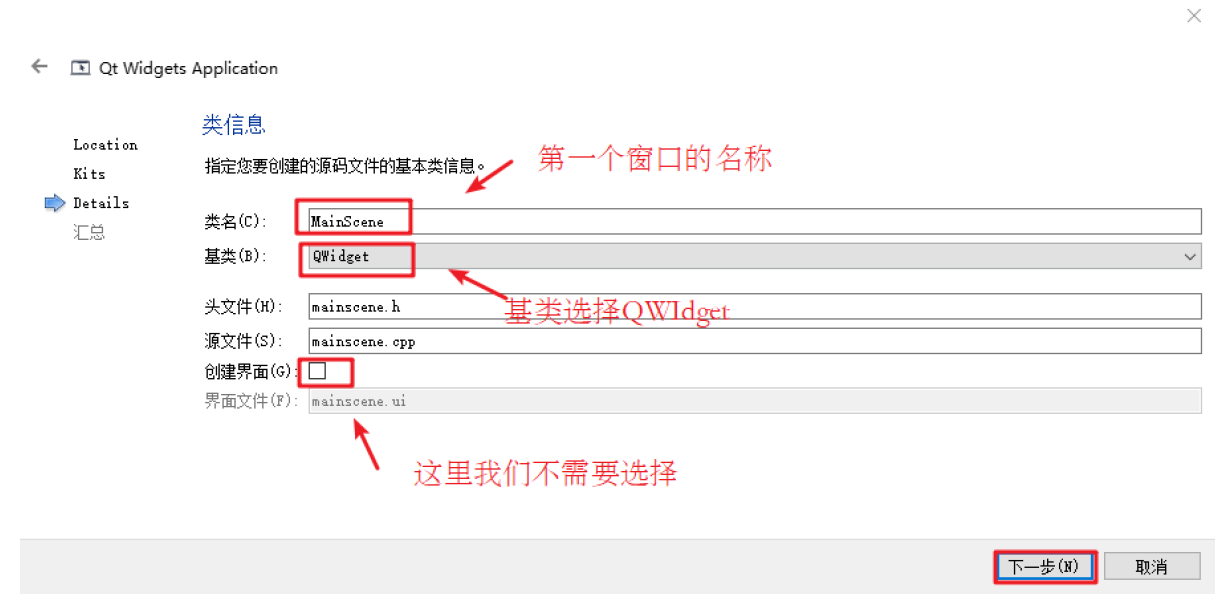 Qt Widgets Application
类信息
Location
指定您要创建的源码文件的基本类信息。
第一个窗口的名称
Kits
Details
类名(C):
MainScene
汇总
基类(B):
QWidget
头文件(H):
mainscene.h
基类选择QWIdget
源文件(S):
mainscene.cpp
创建界面(G):
界面文件(F):
mainscene.ui
这里我们不需要选择
下一步(N)
取消